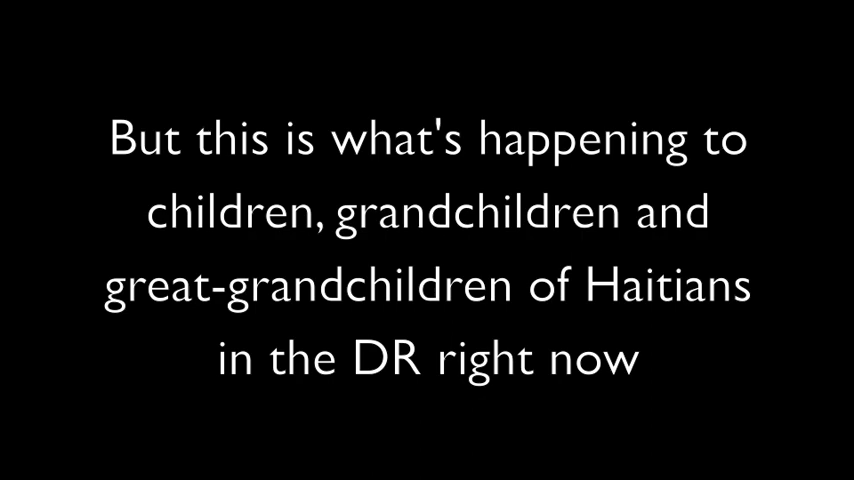 But this is what's happening to
children, grandchildren and
great-grandchildren of Haitians
in the DR right now